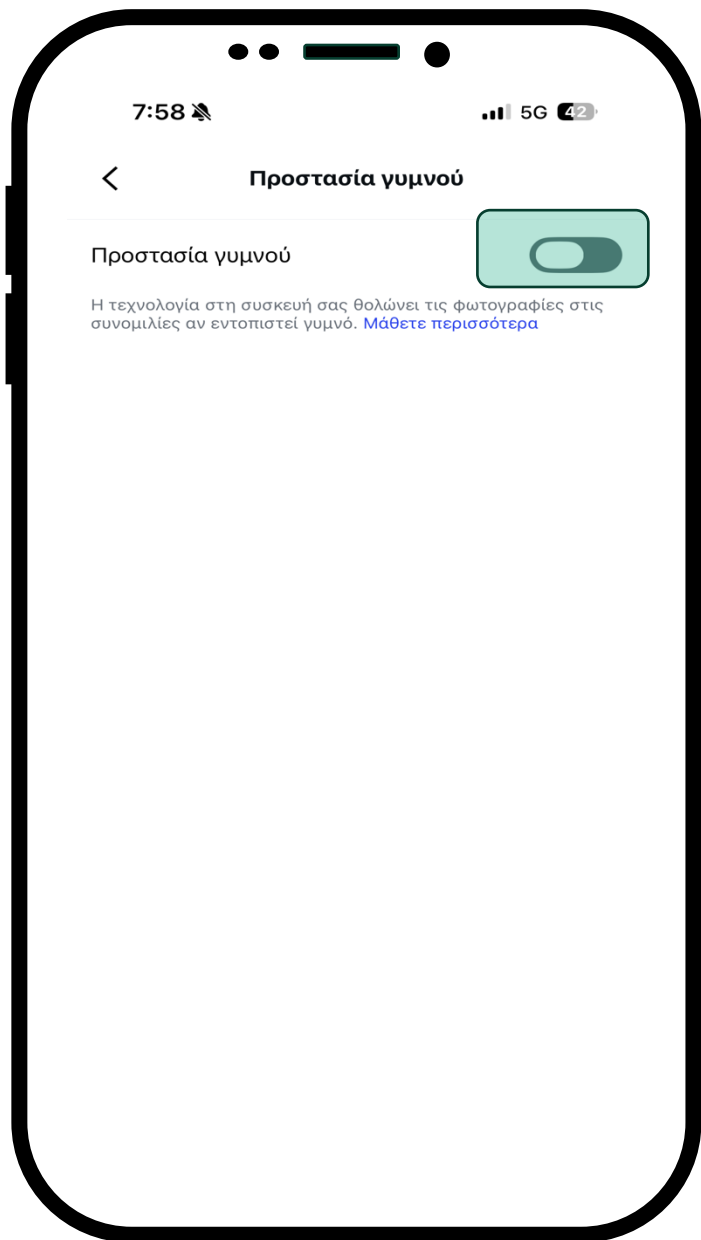 7:58 5G 42
Προστασία γυμνού
Προστασία γυμνού
Η τεχνολογία στη συσκευή σας θολώνει τις φωτογραφίες στις
συνομιλίες αν εντοπιστεί γυμνό. Μάθετε περισσότερα